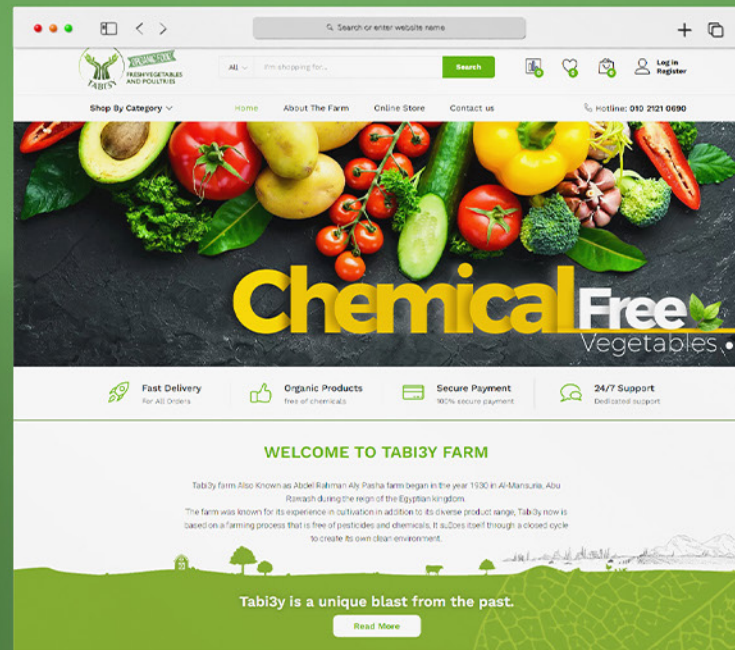 Search or enter website name
TABI3Y
ORGANIC FOOD
FRESH VEGETABLES
AND POULTRIES
All
I'm shopping for...
Search
0
0
0
Log in
Register
Shop By Category
Home
About The Farm
Online Store
Contact us
Hotline: 010 2121 0690
Chemical Free
Vegetables
Fast Delivery
For All Orders
Organic Products
free of chemicals
Secure Payment
100% secure payment
24/7 Support
Dedicated support
WELCOME TO TABI3Y FARM
Tabi3y farm Also Known as Abdel Rahman Aly Pasha farm began in the year 1930 in Al-Mansuria, Abu
Rawash during the reign of the Egyptian kingdom.
The farm was known for its experience in cultivation in addition to its diverse product range, Tabi3y now is
based on a farming process that is free of pesticides and chemicals. It suffices itself through a closed cycle
to create its own clean environment.
Tabi3y is a unique blast from the past.
Read More